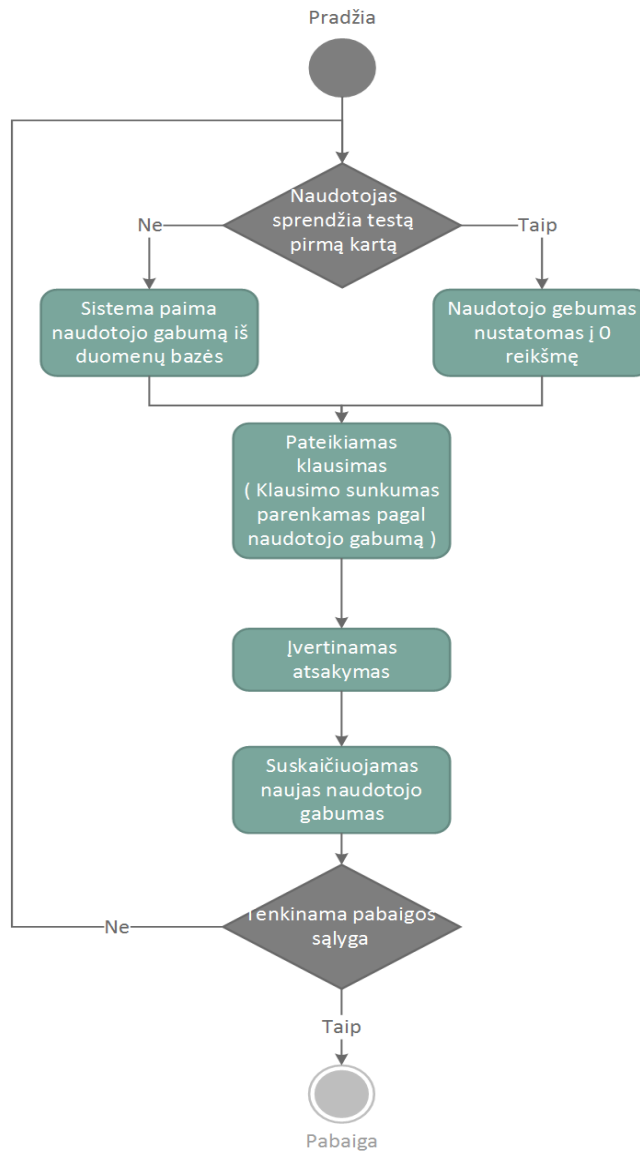 Pradžia
Naudotojas
sprendžia testą
pirmą kartą
Ne
Taip
Sistema paima
naudotojo gabumą iš
duomenų bazės
Naudotojo gebumas
nustatomas į 0
reikšmę
Pateikiamas
klausimas
( Klausimo sunkumas
parenkamas pagal
naudotojo gabumą )
Įvertinamas
atsakymas
Suskaičiuojamas
naujas naudotojo
gabumas
Tenkinama pabaigos
sąlyga
Ne
Taip
Pabaiga